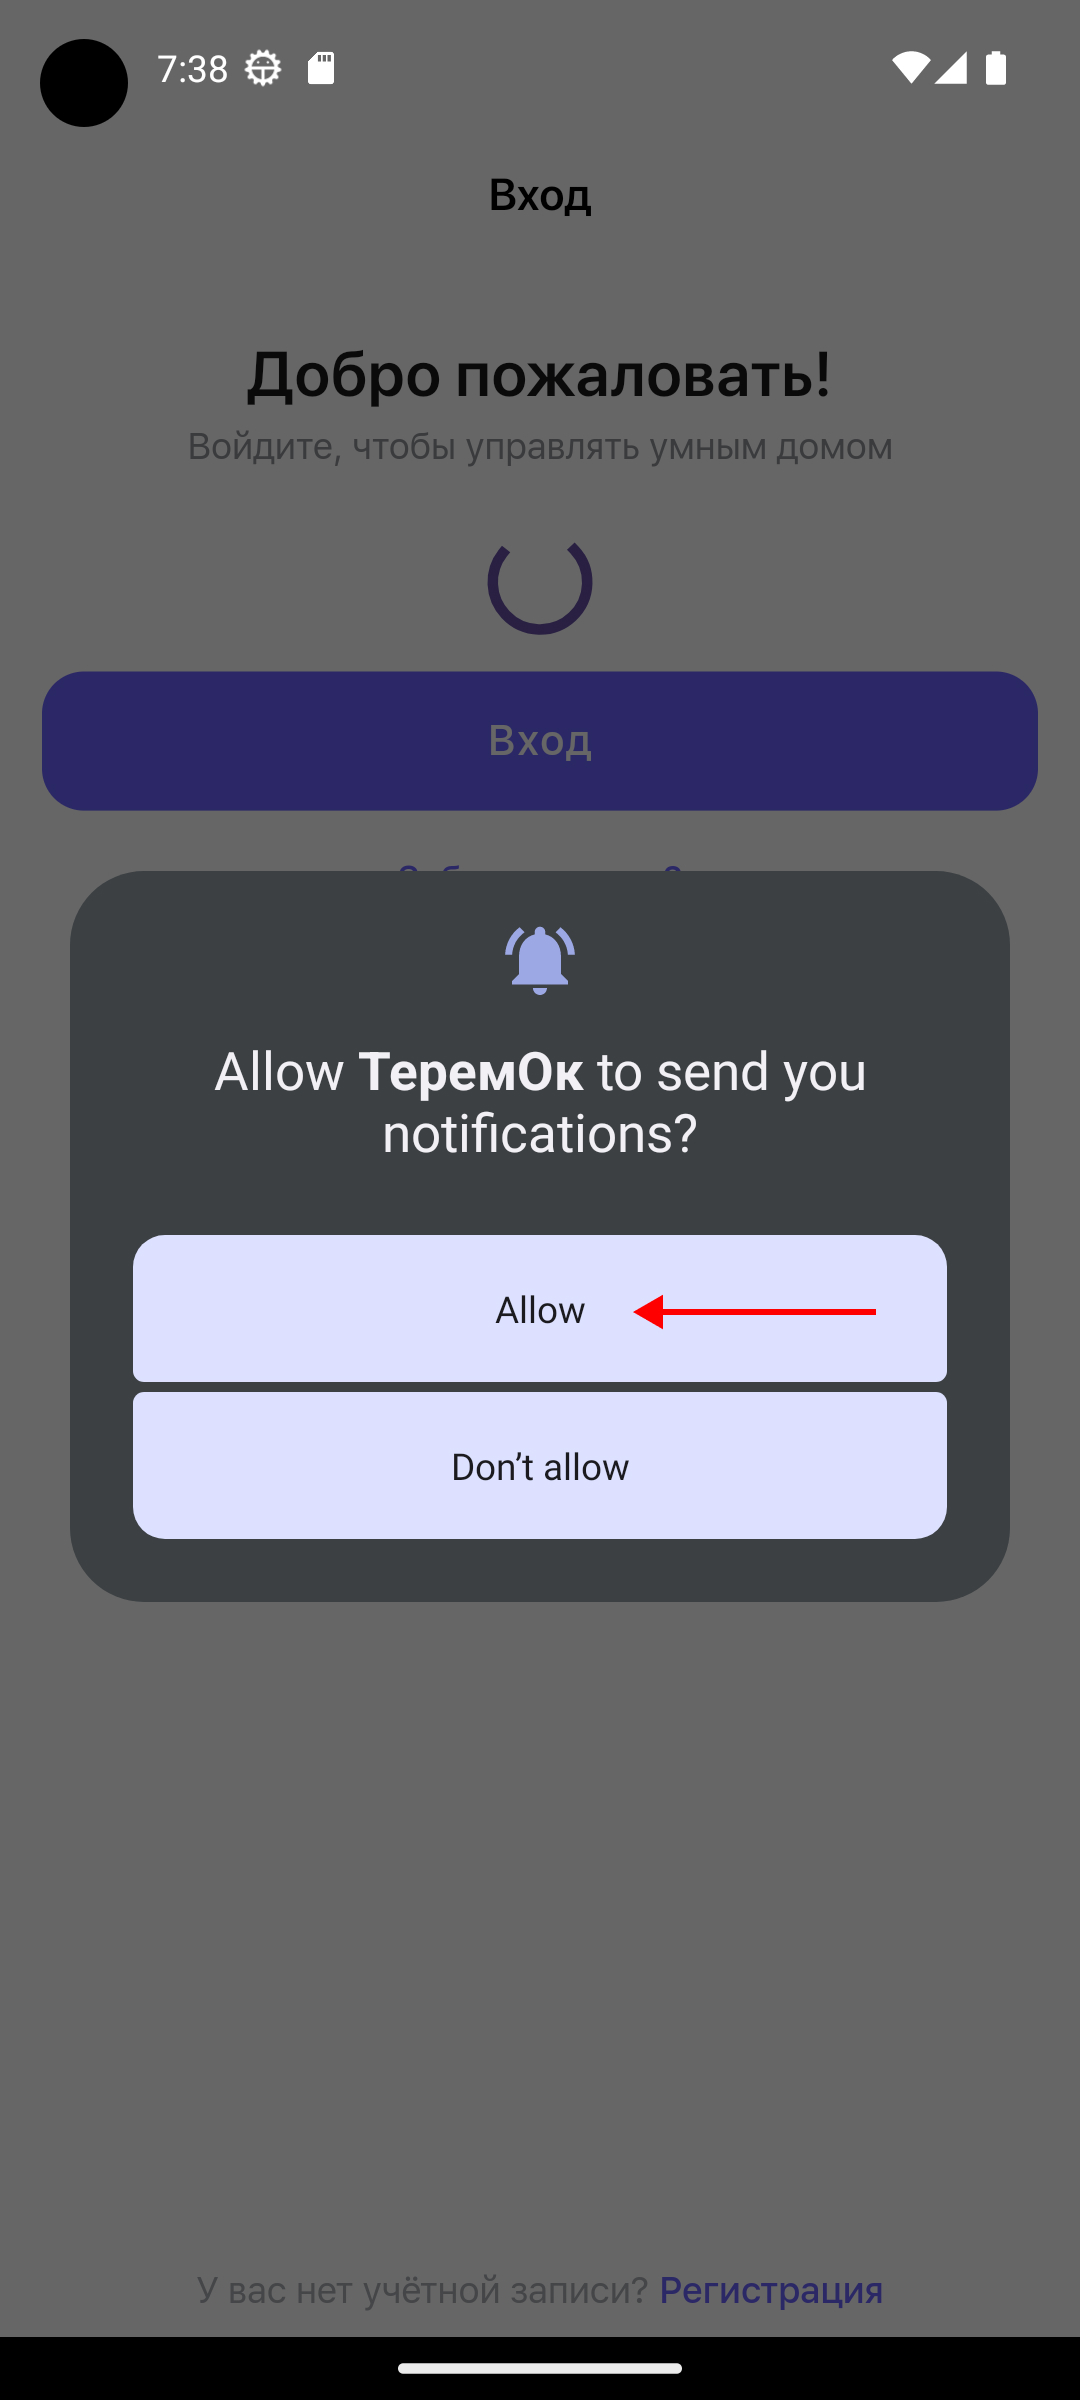 7:38
Вход
Добро пожаловать!
Войдите, чтобы управлять умным домом
Вход
Allow ТеремОк to send you
notifications?
Allow
Don’t allow
У вас нет учётной записи? Регистрация